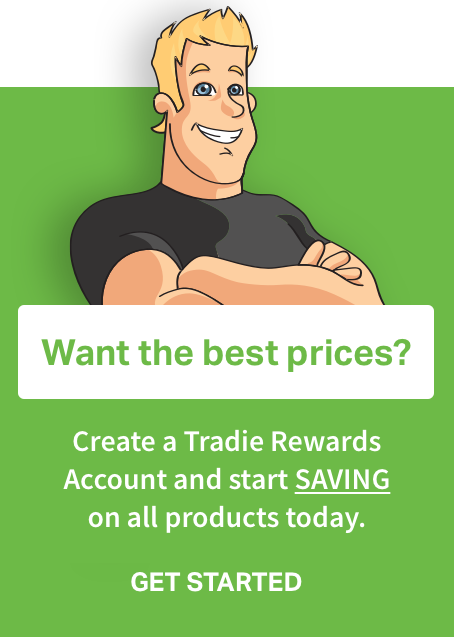 Want the best prices?
Create a Tradie Rewards
Account and start SAVING
on all products today.
GET STARTED